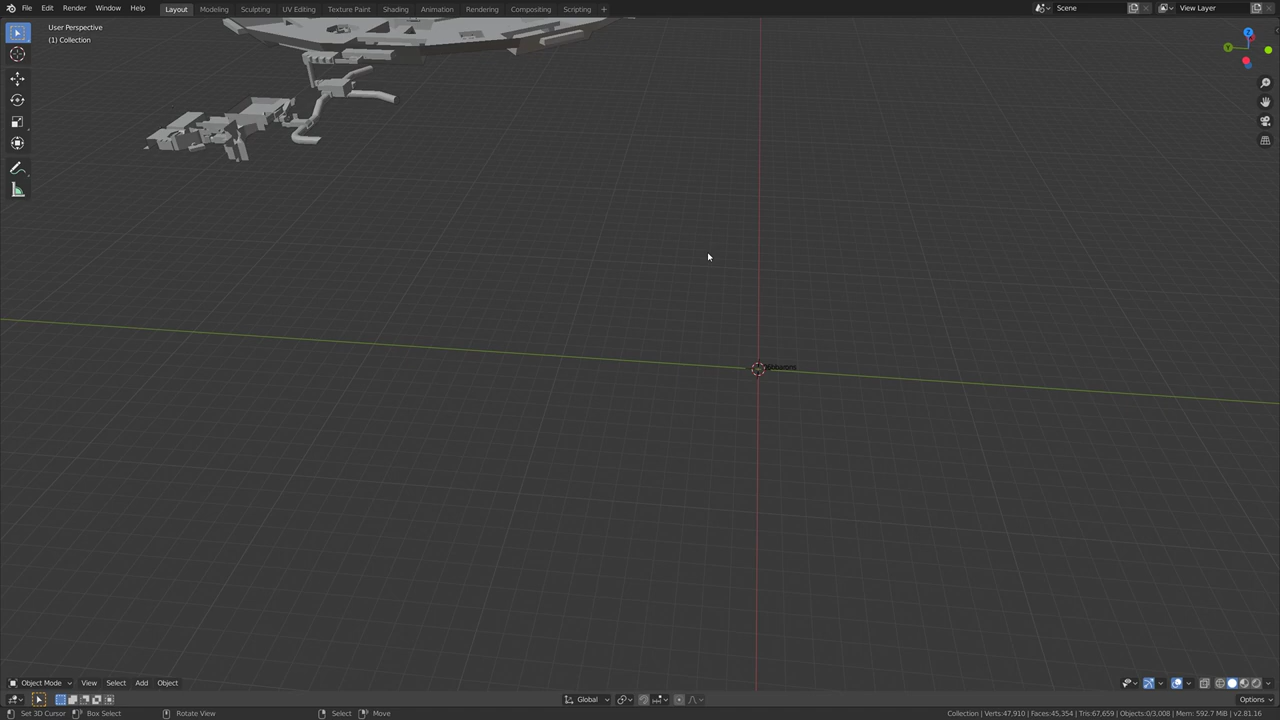 File Edit Render Window Help Layout Modeling Sculpting UV Editing Texture Paint Shading Animation Rendering Compositing Scripting + Scene View Layer
User Perspective
(1) Collection
Z
Y
Object Mode View Select Add Object
Global Options
Set 3D Cursor Box Select Rotate View Select Move Collection | Verts:47,910 | Faces:45,354 | Tris:67,659 | Objects:0/3,008 | Mem: 592.7 MiB | v2.81.16